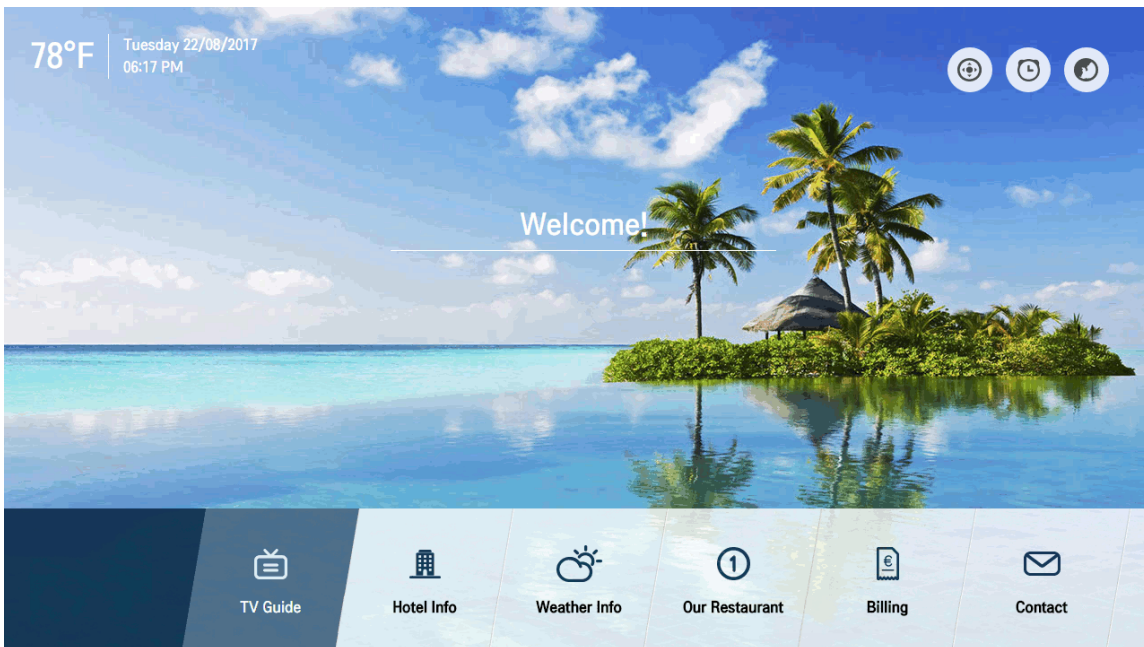 78°F
Tuesday 22/08/2017
06:17 PM
Welcome!
TV Guide
Hotel Info
Weather Info
1
Our Restaurant
€
Billing
Contact